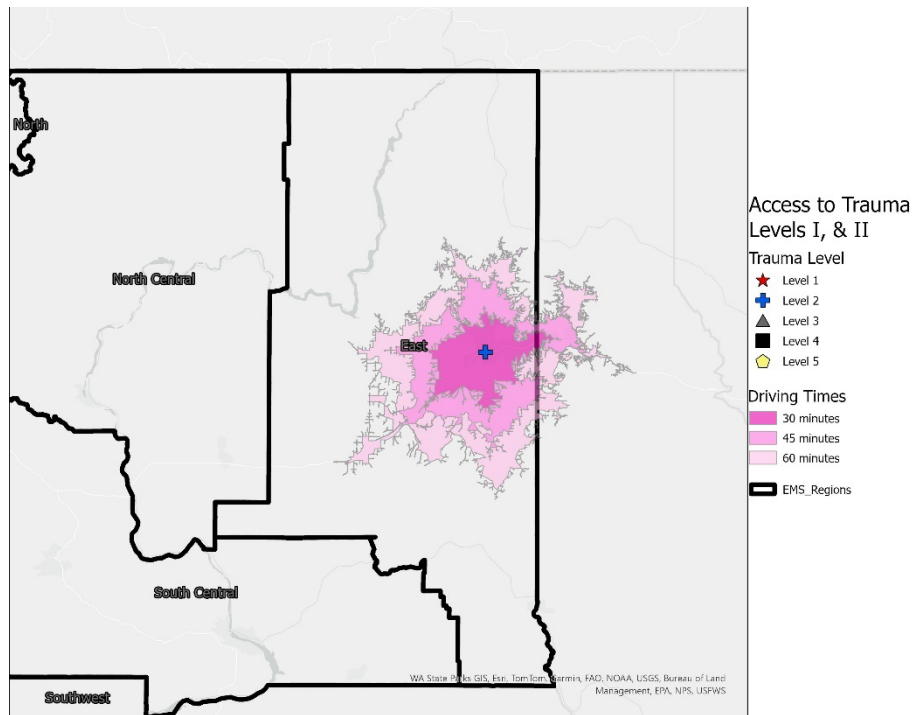 North
North Central
East
South Central
Southwest
WA State Parks GIS, Esri, TomTom, Garmin, FAO, NOAA, USGS, Bureau of Land
Management, EPA, NPS, USFWS
Access to Trauma
Levels I, & II
Trauma Level
Level 1
Level 2
Level 3
Level 4
Level 5
Driving Times
30 minutes
45 minutes
60 minutes
EMS_Regions